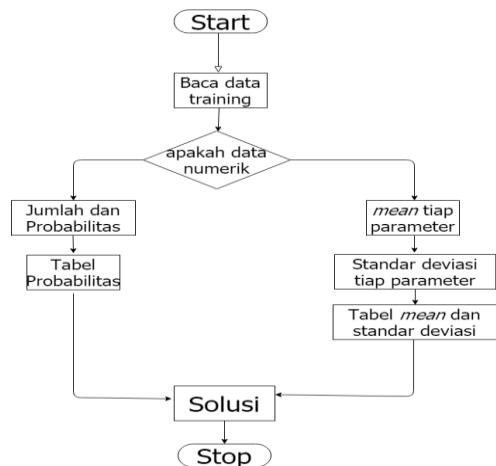 Start
Baca data
training
apakah data
numerik
Jumlah dan
Probabilitas
mean tiap
parameter
Tabel
Probabilitas
Standar deviasi
tiap parameter
Tabel mean dan
standar deviasi
Solusi
Stop